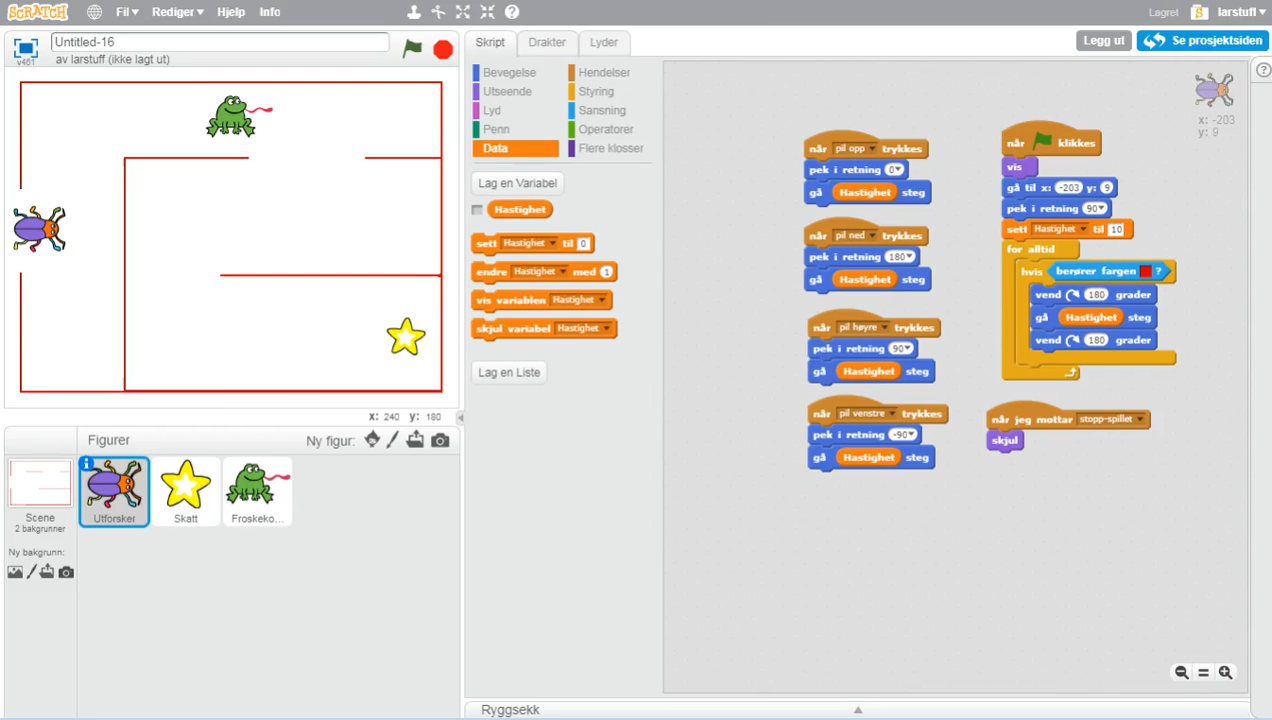 SCRATCH
Fil
Rediger
Hjelp
Info
Lagret
larstufl
v461
Untitled-16
av larstuff (ikke lagt ut)
Skript
Drakter
Lyder
Legg ut
Se prosjektsiden
Bevegelse
Hendelser
Utseende
Styring
Lyd
Sansning
Penn
Operatorer
Data
Flere klosser
Lag en Variabel
Hastighet
sett Hastighet til 0
endre Hastighet med 1
vis variablen Hastighet
skjul variabel Hastighet
Lag en Liste
x: -203
y: 9
når pil opp trykkes
pek i retning 0
gå Hastighet steg
når pil ned trykkes
pek i retning 180
gå Hastighet steg
når pil høyre trykkes
pek i retning 90
gå Hastighet steg
når pil venstre trykkes
pek i retning -90
gå Hastighet steg
når klikkes
vis
gå til x: -203 y: 9
pek i retning 90
sett Hastighet til 10
for alltid
hvis berører fargen ?
vend 180 grader
gå Hastighet steg
vend 180 grader
når jeg mottar stopp-spillet
skjul
x: 240 y: 180
Figurer
Ny figur:
Scene
2 bakgrunner
Ny bakgrunn:
Utforsker
Skatt
Froskeko...
Ryggsekk